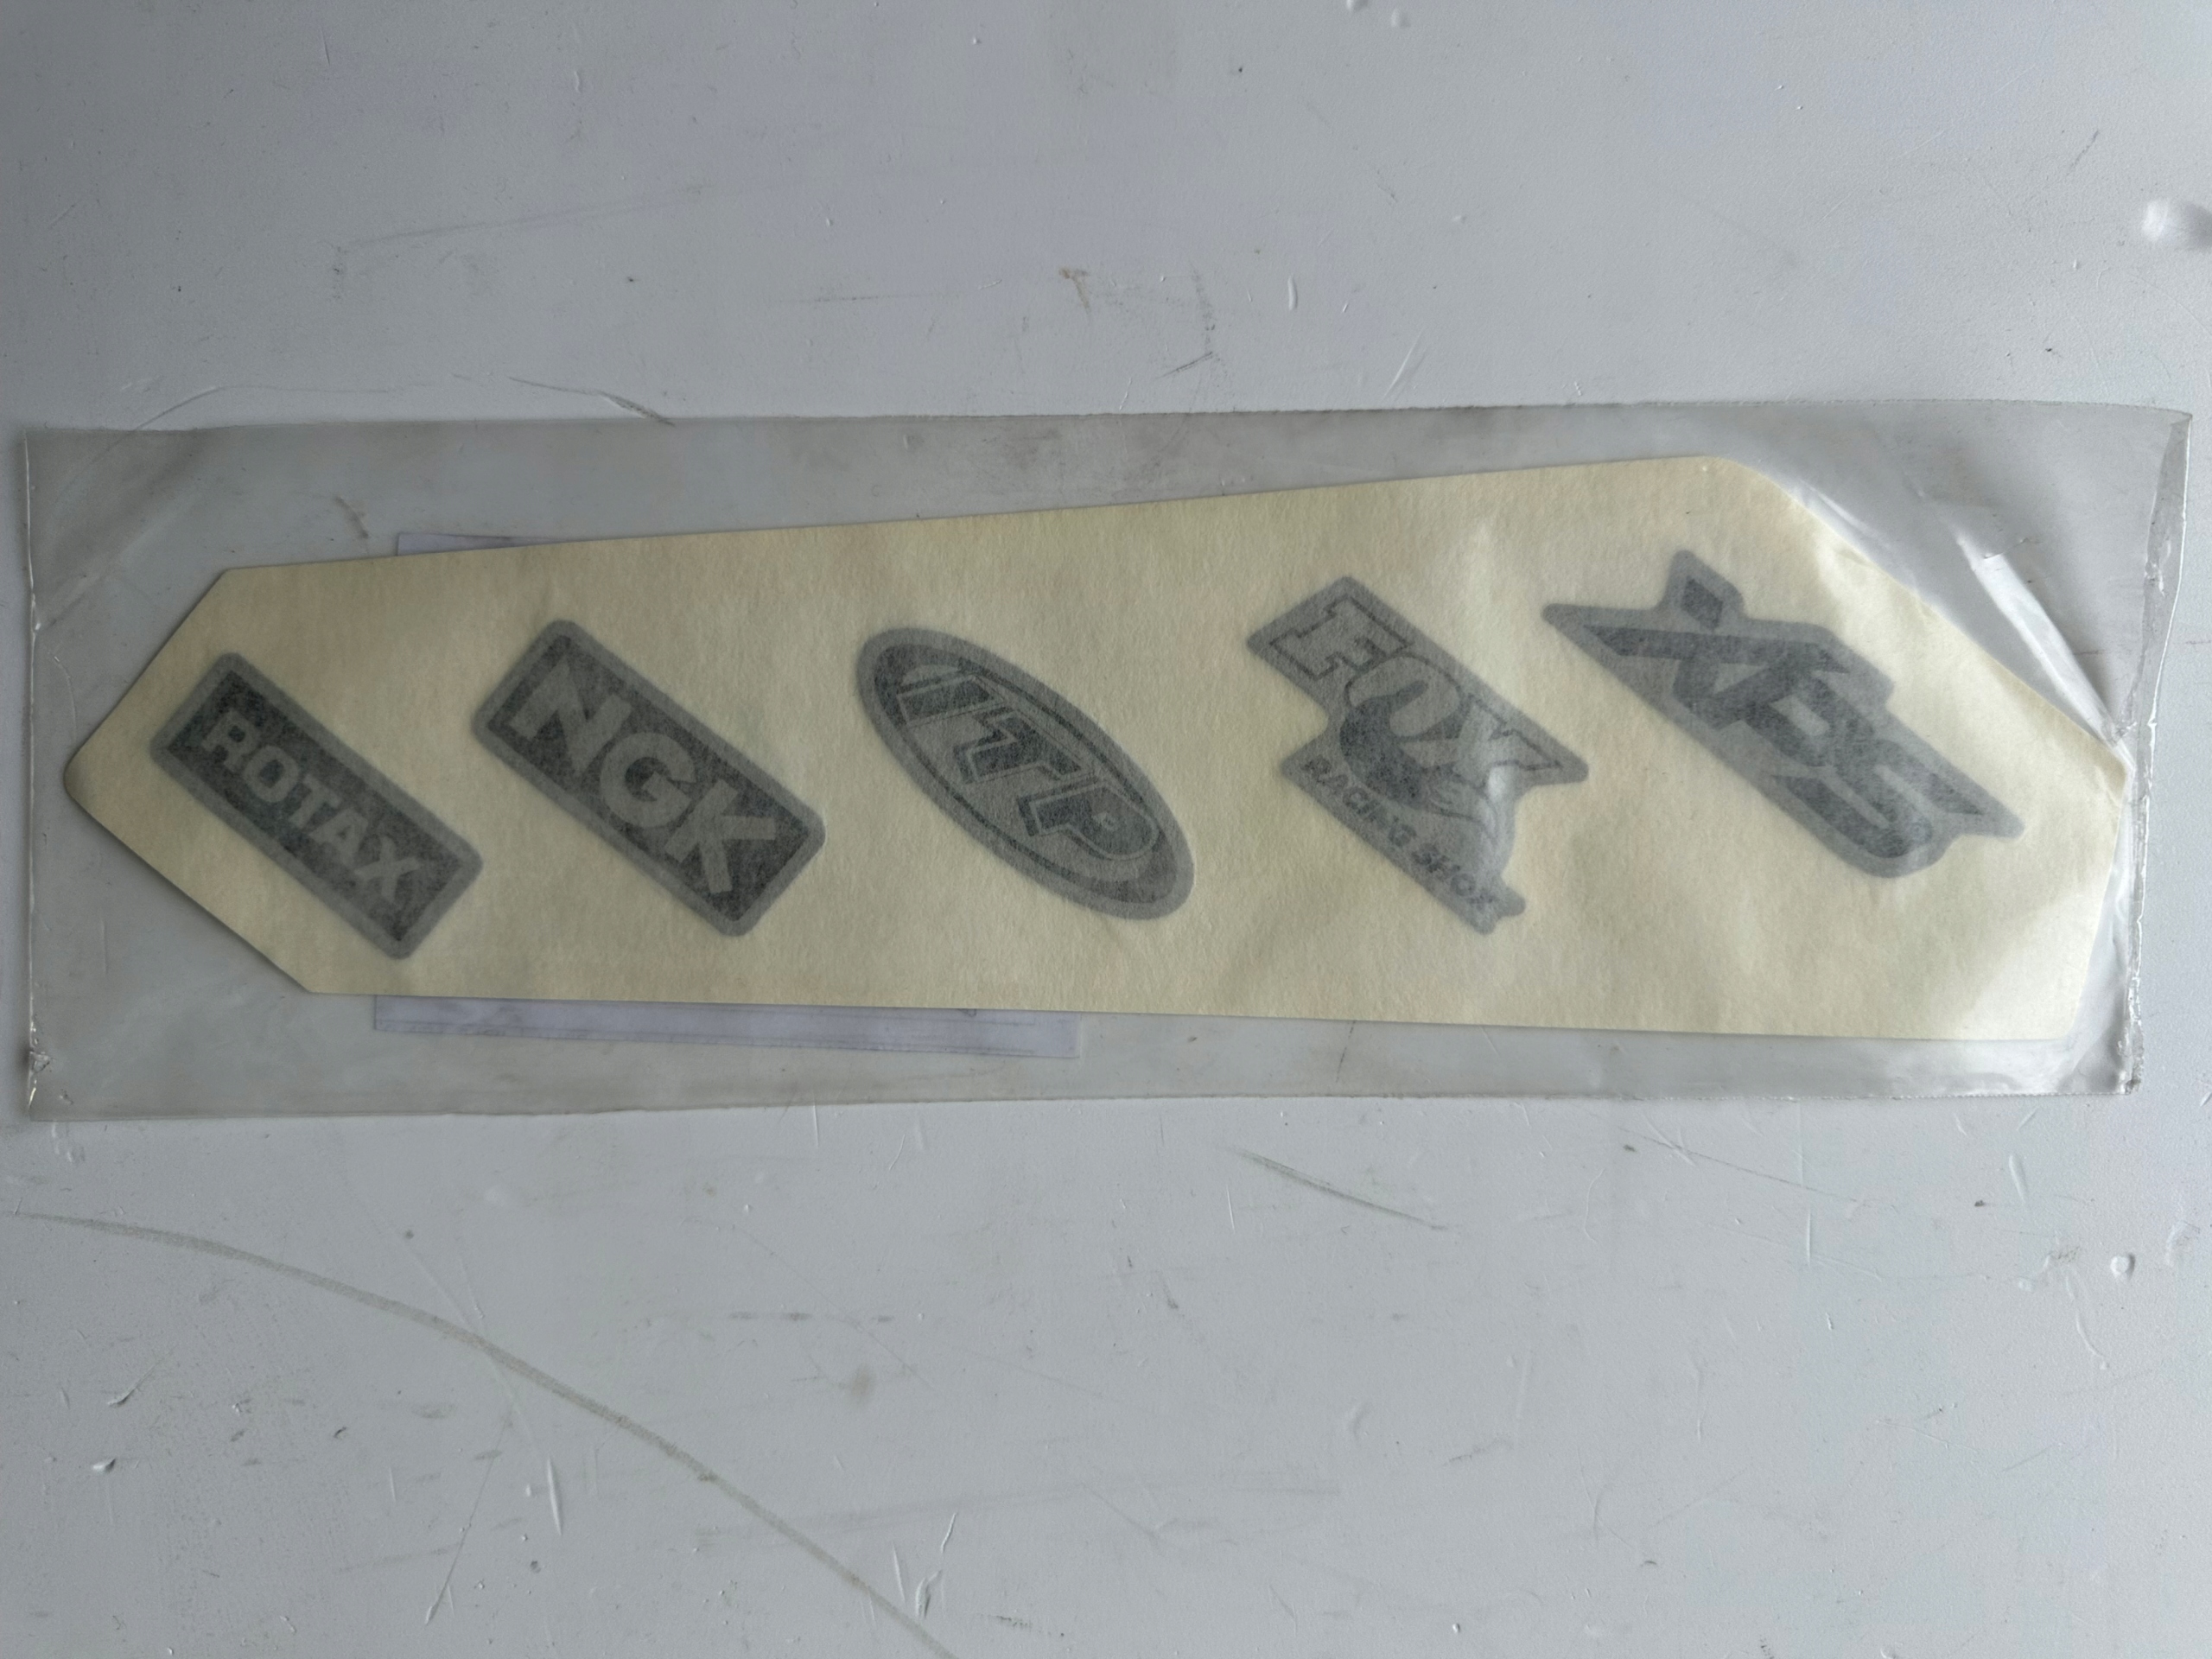 ROTAX
NGK
ITP
FOX
RACING SHOX
XPS